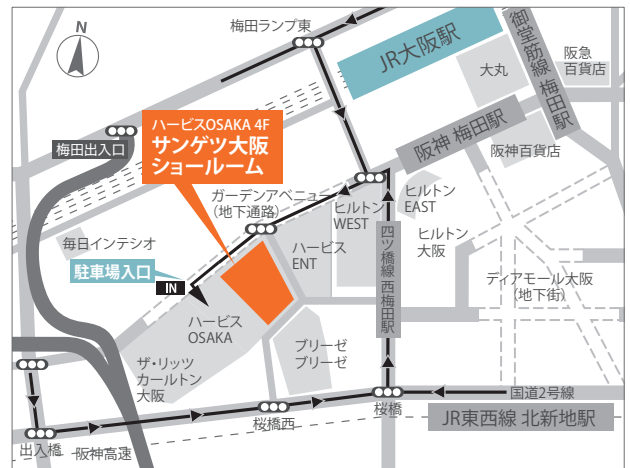 N
梅田ランプ東
JR大阪駅
御堂筋線 梅田駅
大丸
阪急
百貨店
ハービスOSAKA 4F
サンゲツ大阪
ショールーム
梅田出入口
阪神 梅田駅
阪神百貨店
ガーデンアベニュー
(地下通路)
ヒルトン
WEST
ヒルトン
EAST
毎日インテシオ
ハービス
ENT
四ツ橋線 西梅田駅
ヒルトン
大阪
駐車場入口
IN
ディアモール大阪
(地下街)
ハービス
OSAKA
ブリーゼ
ブリーゼ
ザ・リッツ
カールトン
大阪
国道2号線
桜橋
桜橋西
JR東西線 北新地駅
出入橋
阪神高速